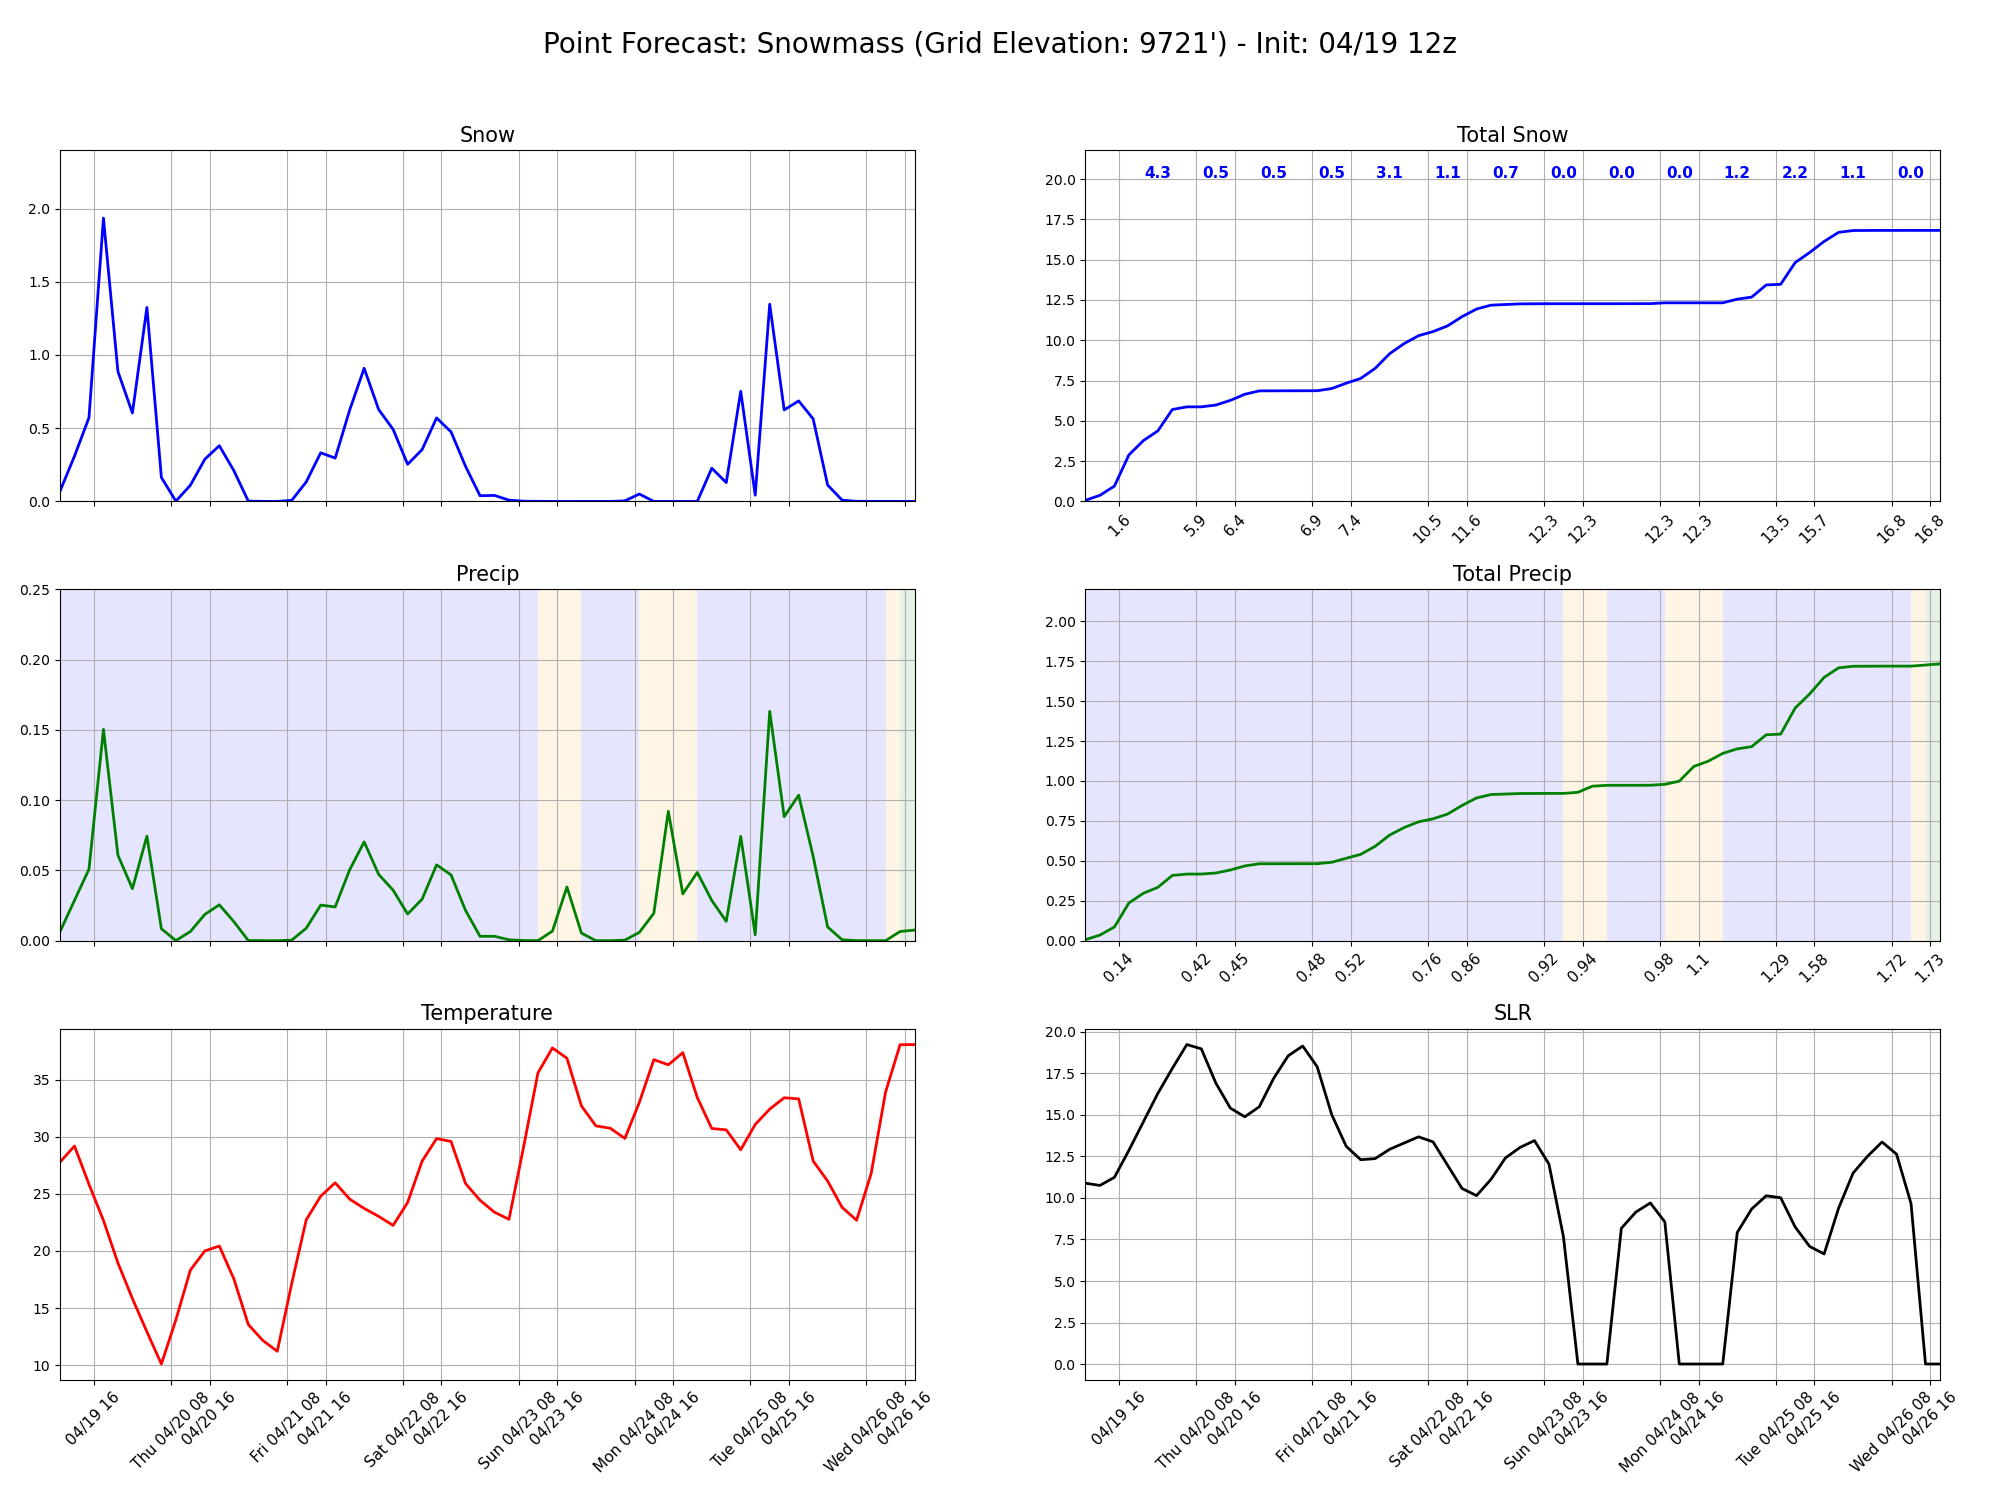 Point Forecast: Snowmass (Grid Elevation: 9721') - Init: 04/19 12z
Snow
2.0
1.5
1.0
0.5
0.0
Total Snow
4.3 0.5 0.5 0.5 3.1 1.1 0.7 0.0 0.0 0.0 1.2 2.2 1.1 0.0
20.0
17.5
15.0
12.5
10.0
7.5
5.0
2.5
0.0
1.6 5.9 6.4 6.9 7.4 10.5 11.6 12.3 12.3 12.3 12.3 13.5 15.7 16.8 16.8
Precip
0.25
0.20
0.15
0.10
0.05
0.00
Total Precip
2.00
1.75
1.50
1.25
1.00
0.75
0.50
0.25
0.00
0.14 0.42 0.45 0.48 0.52 0.76 0.86 0.92 0.94 0.98 1.1 1.29 1.58 1.72 1.73
Temperature
35
30
25
20
15
10
04/19 16
Thu 04/20 08
04/20 16
Fri 04/21 08
04/21 16
Sat 04/22 08
04/22 16
Sun 04/23 08
04/23 16
Mon 04/24 08
04/24 16
Tue 04/25 08
04/25 16
Wed 04/26 08
04/26 16
SLR
20.0
17.5
15.0
12.5
10.0
7.5
5.0
2.5
0.0
04/19 16
Thu 04/20 08
04/20 16
Fri 04/21 08
04/21 16
Sat 04/22 08
04/22 16
Sun 04/23 08
04/23 16
Mon 04/24 08
04/24 16
Tue 04/25 08
04/25 16
Wed 04/26 08
04/26 16